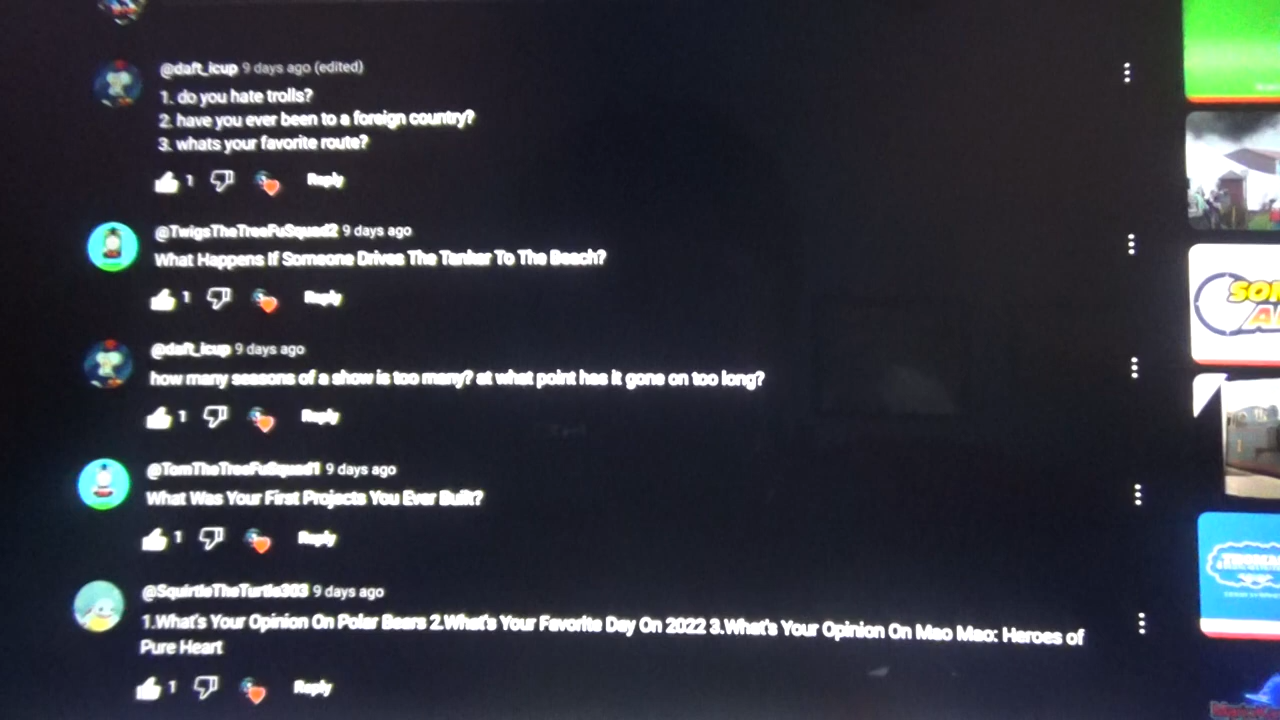 @daft_icup 9 days ago (edited)
1. do you hate trolls?
2. have you ever been to a foreign country?
3. whats your favorite route?
1 Reply
@TwigsTheTreeFuSquad2 9 days ago
What Happens If Someone Drives The Tanker To The Beach?
1 Reply
@daft_icup 9 days ago
how many seasons of a show is too many? at what point has it gone on too long?
1 Reply
@TomTheTreeFuSquad1 9 days ago
What Was Your First Projects You Ever Built?
1 Reply
@SquirtleTheTurtle303 9 days ago
1.What's Your Opinion On Polar Bears 2.What's Your Favorite Day On 2022 3.What's Your Opinion On Mao Mao: Heroes of
Pure Heart
1 Reply